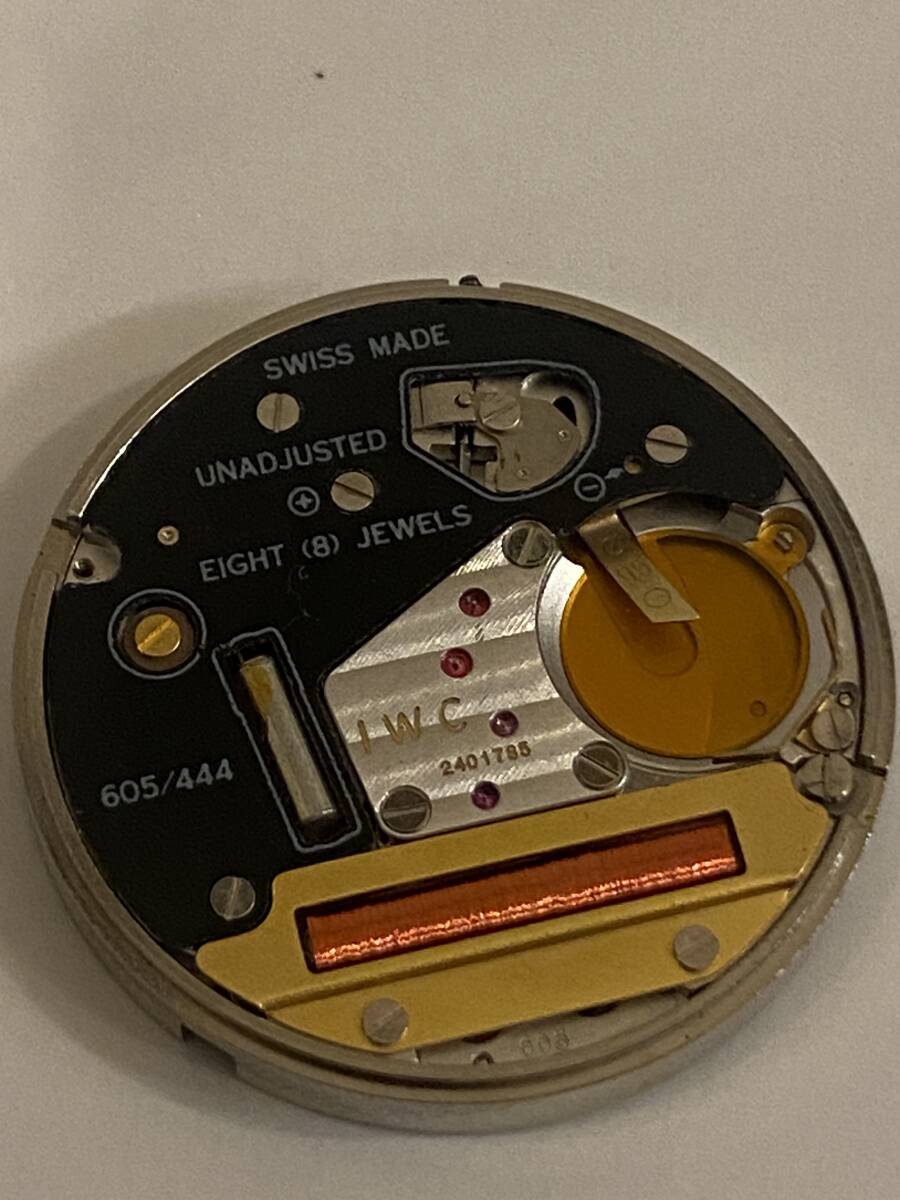 SWISS MADE
UNADJUSTED
+
EIGHT (8) JEWELS
−
IWC
2401785
605/444